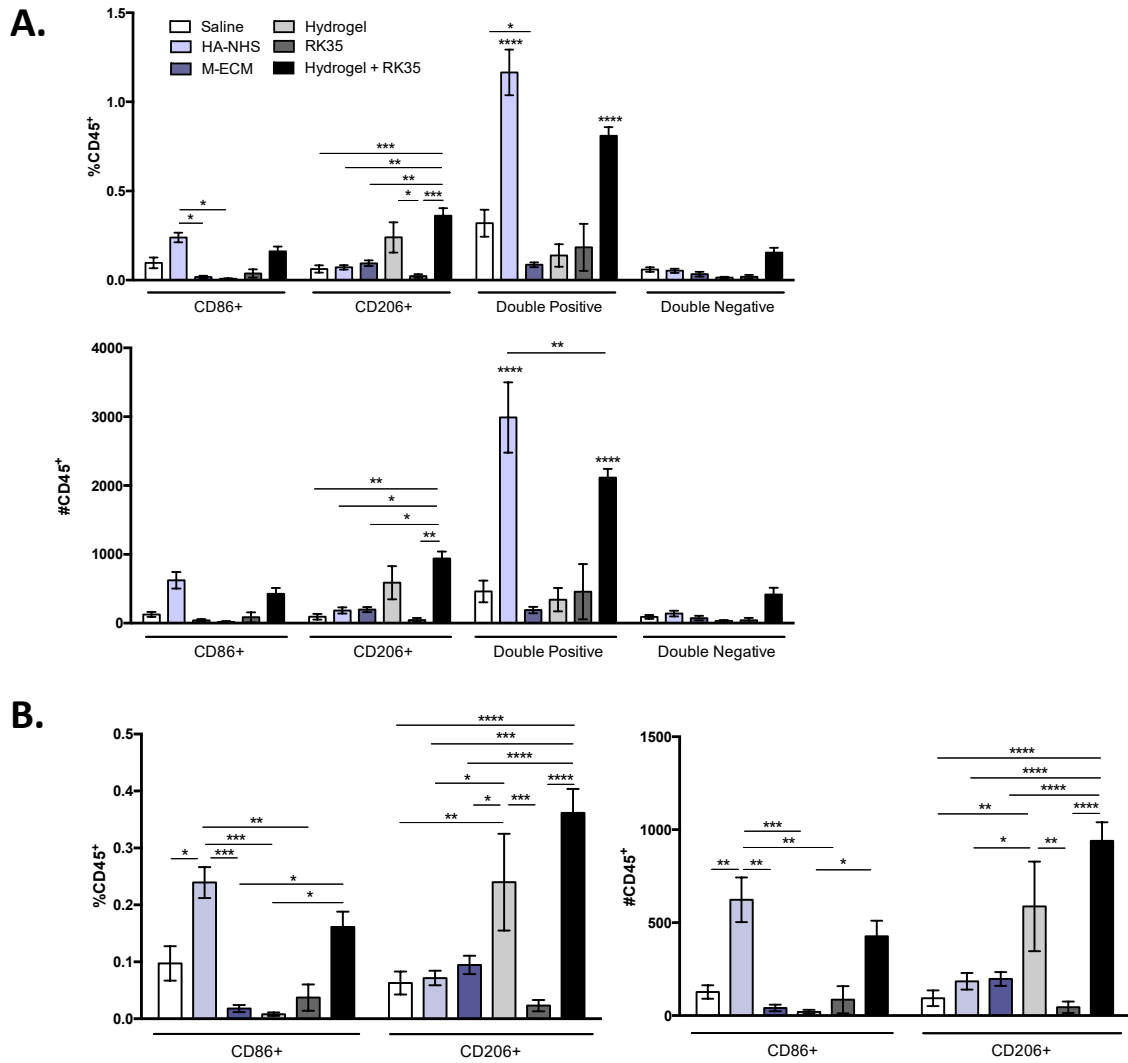 A.
Saline
HA-NHS
M-ECM
Hydrogel
RK35
Hydrogel + RK35
%CD45+
1.5
1.0
0.5
0.0
* **** **** *** ** ** * *** * *
CD86+ CD206+ Double Positive Double Negative
#CD45+
4000
3000
2000
1000
0
** **** **** ** * * **
CD86+ CD206+ Double Positive Double Negative
B.
%CD45+
0.5
0.4
0.3
0.2
0.1
0.0
**** *** **** * * *** **** ** ** *** * *** * *
CD86+ CD206+
#CD45+
1500
1000
500
0
**** **** **** ** **** * ** *** ** ** ** *
CD86+ CD206+